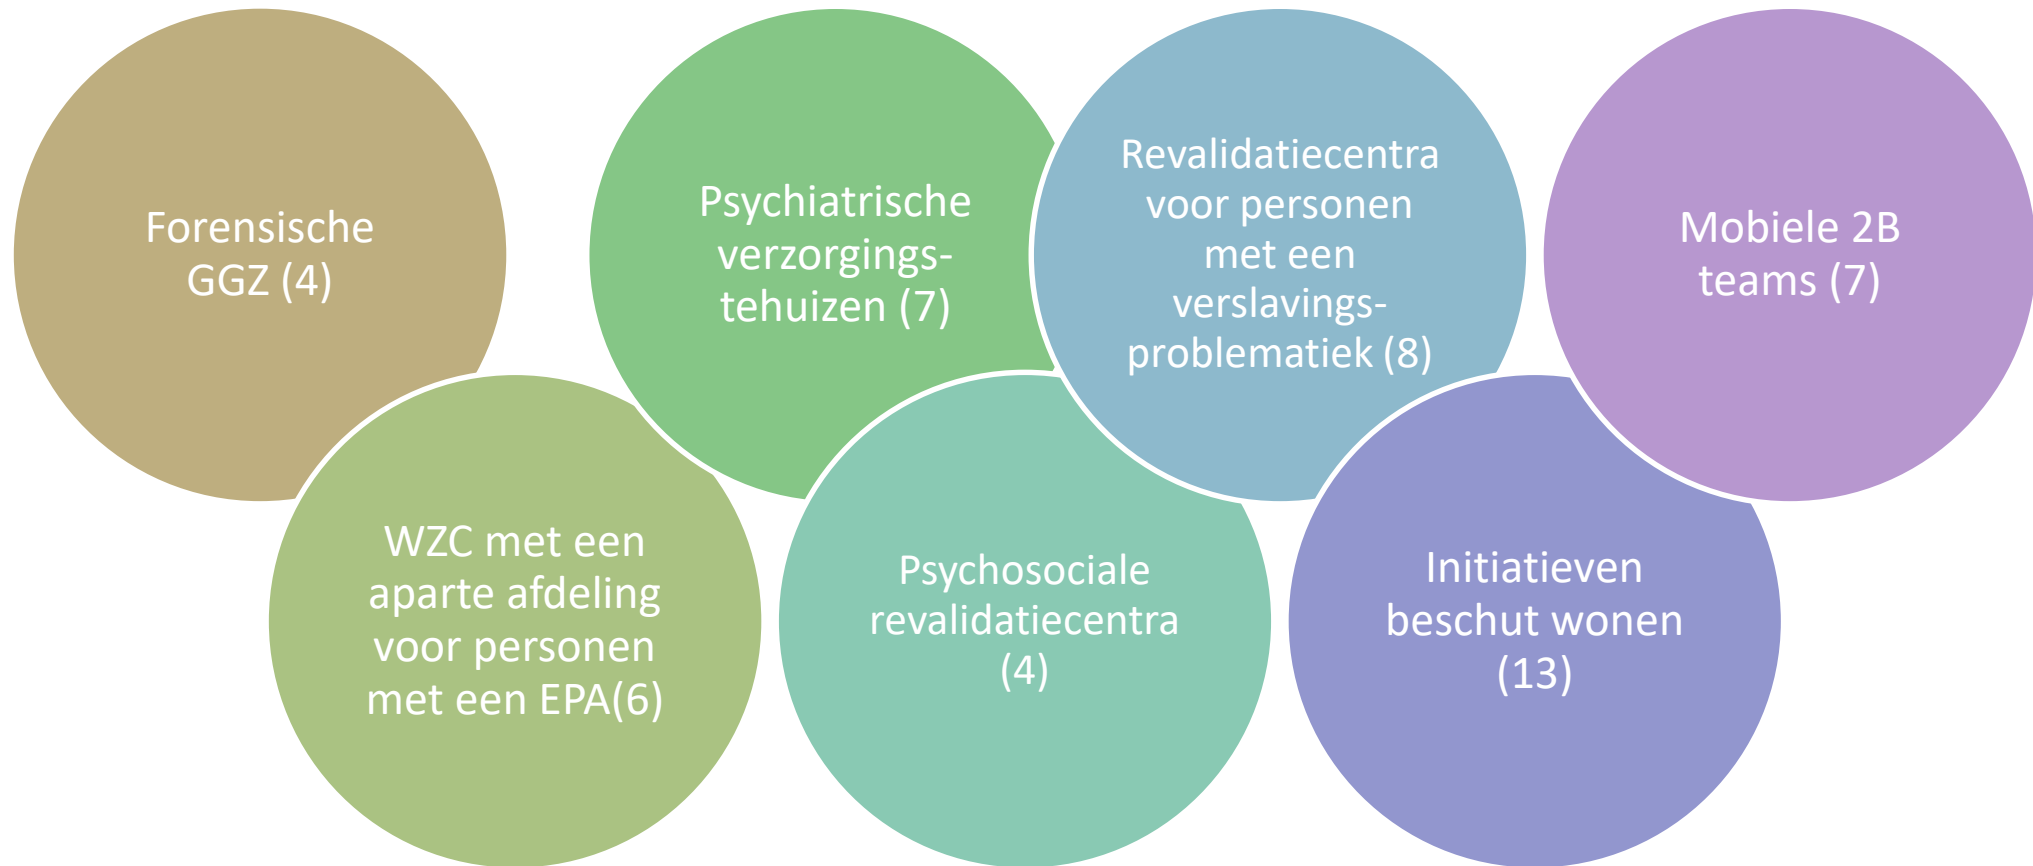 Forensische
GGZ (4)
WZC met een
aparte afdeling
voor personen
met een EPA(6)
Psychiatrische
verzorgings-
tehuizen (7)
Psychosociale
revalidatiecentra
(4)
Revalidatiecentra
voor personen
met een
verslavings-
problematiek (8)
Initiatieven
beschut wonen
(13)
Mobiele 2B
teams (7)